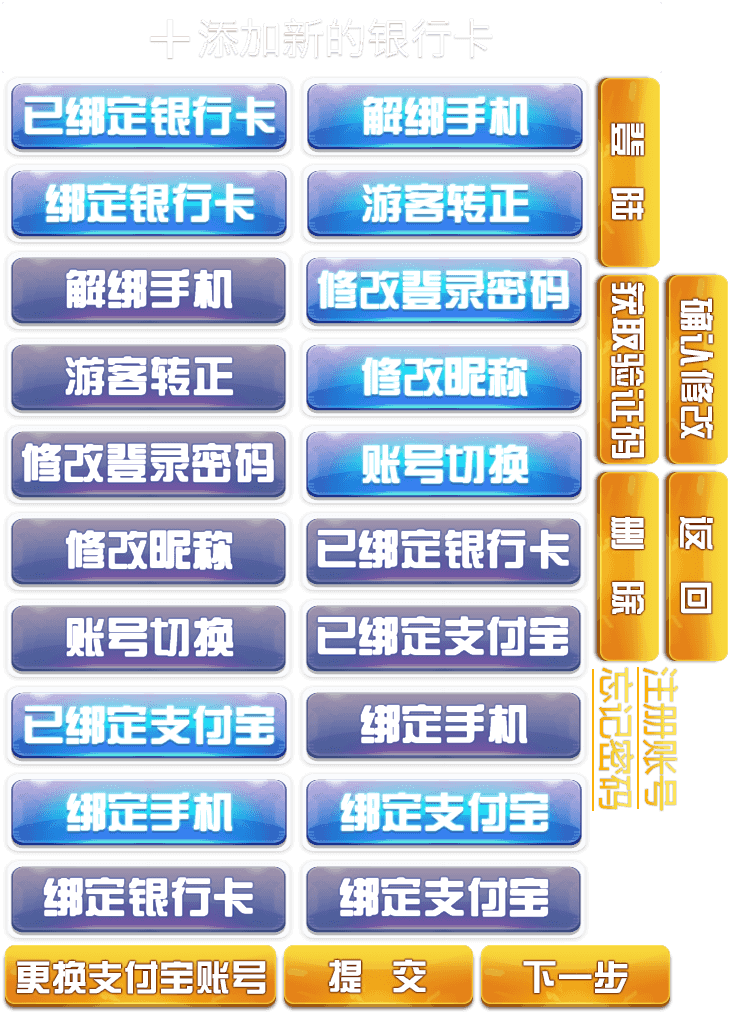 十添加新的银行卡
已绑定银行卡
解绑手机
登陆
绑定银行卡
游客转正
解绑手机
修改登录密码
获取验证码
确认修改
游客转正
修改昵称
修改登录密码
账号切换
修改昵称
已绑定银行卡
删除
返回
账号切换
已绑定支付宝
已绑定支付宝
绑定手机
忘记密码
注册账号
绑定手机
绑定支付宝
绑定银行卡
绑定支付宝
更换支付宝账号
提交
下一步